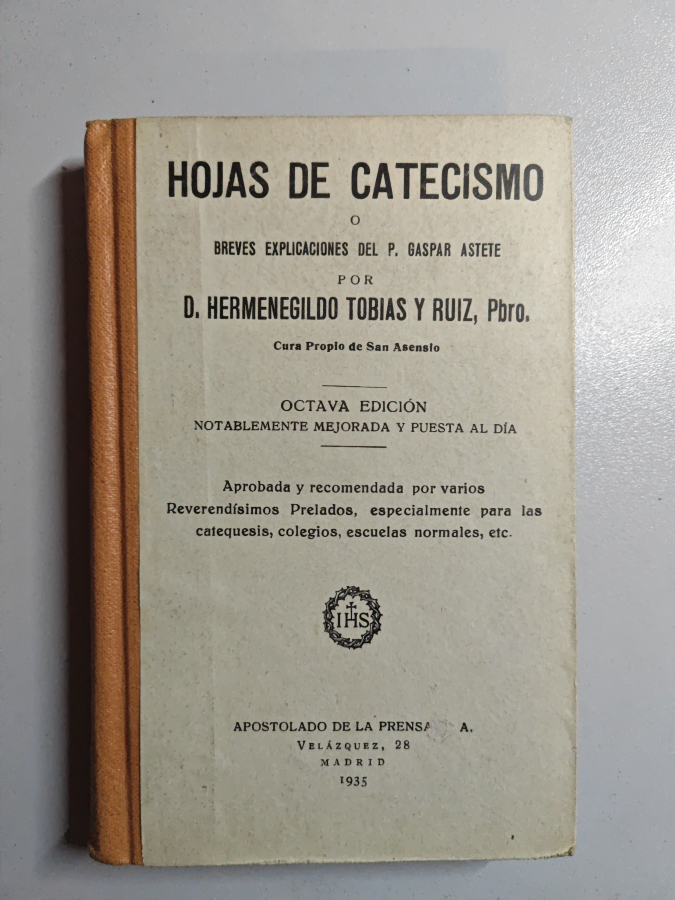 HOJAS DE CATECISMO
O
BREVES EXPLICACIONES DEL P. GASPAR ASTETE
POR
D. HERMENEGILDO TOBIAS Y RUIZ, Pbro.
Cura Propio de San Asensio
OCTAVA EDICIÓN
NOTABLEMENTE MEJORADA Y PUESTA AL DÍA
Aprobada y recomendada por varios
Reverendísimos Prelados, especialmente para las
catequesis, colegios, escuelas normales, etc.
IHS
APOSTOLADO DE LA PRENSA A.
VELÁZQUEZ, 28
MADRID
1935